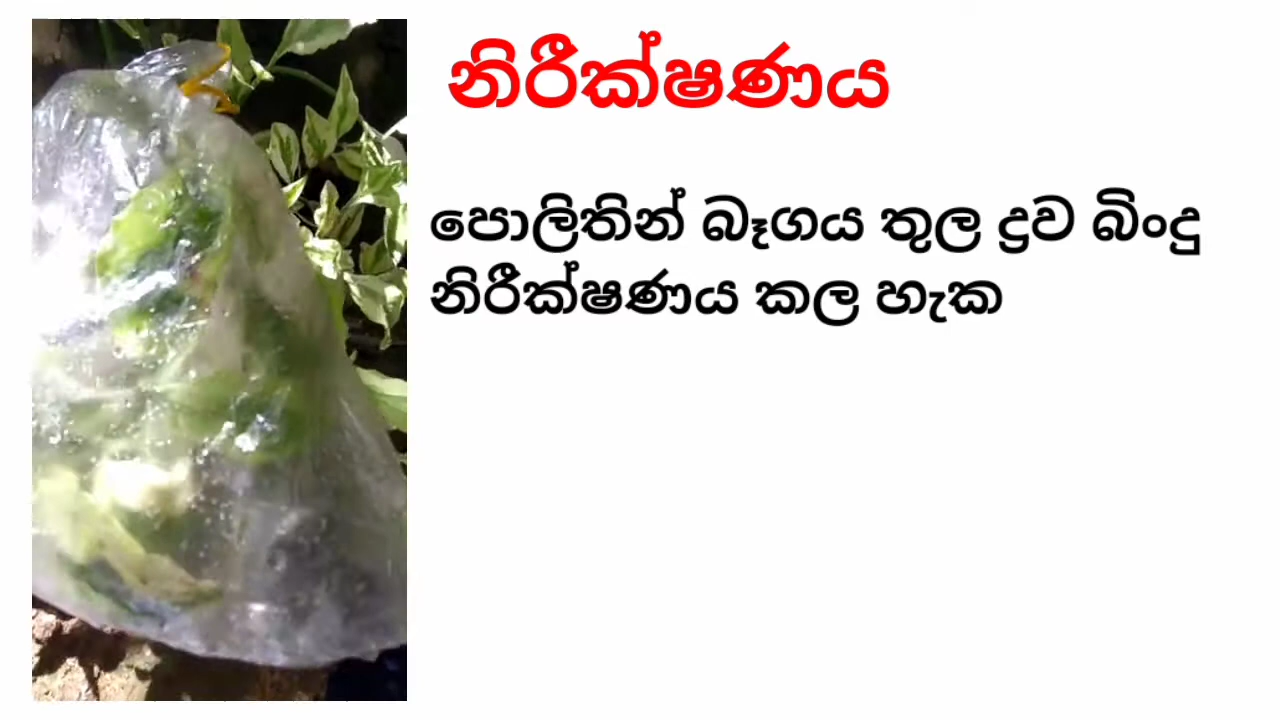 නිරීක්ෂණය
පොලිතින් බෑගය තුල ද්‍රව බිංදු
නිරීක්ෂණය කල හැක